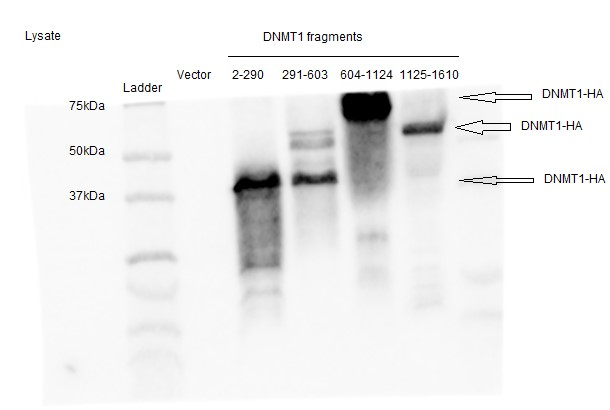 Lysate
DNMT1 fragments
Vector 2-290 291-603 604-1124 1125-1610
Ladder
75kDa
DNMT1-HA
DNMT1-HA
50kDa
DNMT1-HA
37kDa